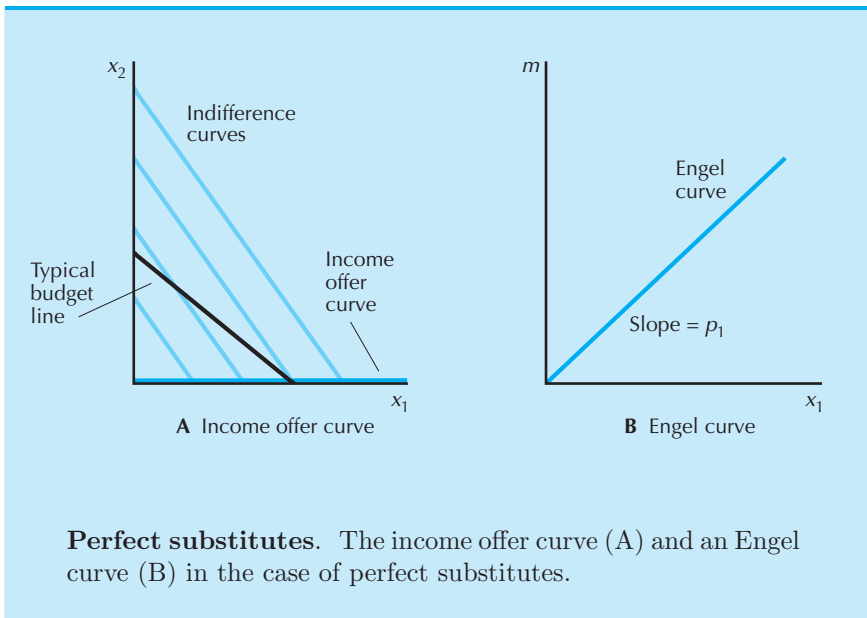 x2
Indifference
curves
Typical
budget
line
Income
offer
curve
x1
A Income offer curve
m
Engel
curve
Slope = p1
x1
B Engel curve
Perfect substitutes. The income offer curve (A) and an Engel
curve (B) in the case of perfect substitutes.